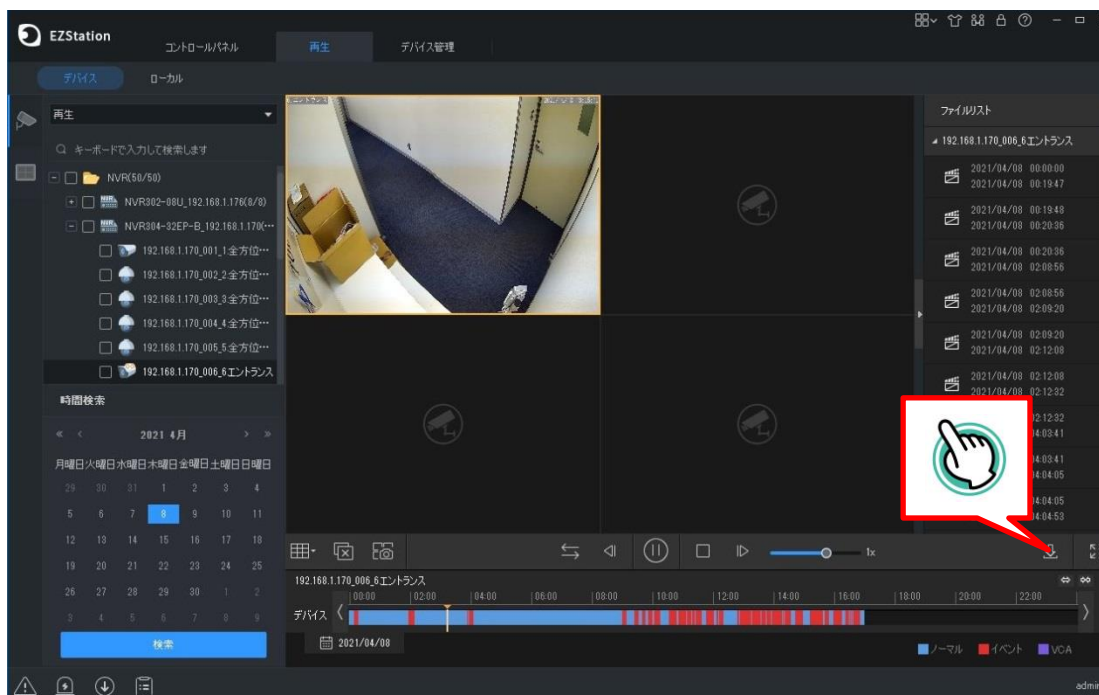 EZStation
コントロールパネル
再生
デバイス管理
デバイス
ローカル
再生
キーボードで入力して検索します
NVR(50/50)
NVR302-08U_192.168.1.176(8/8)
NVR304-32EP-B_192.168.1.170(…
192.168.1.170_001_1全方位…
192.168.1.170_002_2全方位…
192.168.1.170_003_3全方位…
192.168.1.170_004_4全方位…
192.168.1.170_005_5全方位…
192.168.1.170_006_6エントランス
時間検索
« < 2021 4月 > »
月曜日 火曜日 水曜日 木曜日 金曜日 土曜日 日曜日
29 30 31 1 2 3 4
5 6 7 8 9 10 11
12 13 14 15 16 17 18
19 20 21 22 23 24 25
26 27 28 29 30 1 2
3 4 5 6 7 8 9
検索
ファイルリスト
192.168.1.170_006_6エントランス
2021/04/08 00:00:00
2021/04/08 00:19:47
2021/04/08 00:19:48
2021/04/08 00:20:36
2021/04/08 00:20:36
2021/04/08 02:08:56
2021/04/08 02:08:56
2021/04/08 02:09:20
2021/04/08 02:09:20
2021/04/08 02:12:08
2021/04/08 02:12:08
2021/04/08 02:12:32
02:12:32
04:03:41
04:03:41
04:04:05
04:04:05
04:04:53
1x
192.168.1.170_006_6エントランス
00:00 02:00 04:00 06:00 08:00 10:00 12:00 14:00 16:00 18:00 20:00 22:00
デバイス
2021/04/08
ノーマル イベント VCA
admin